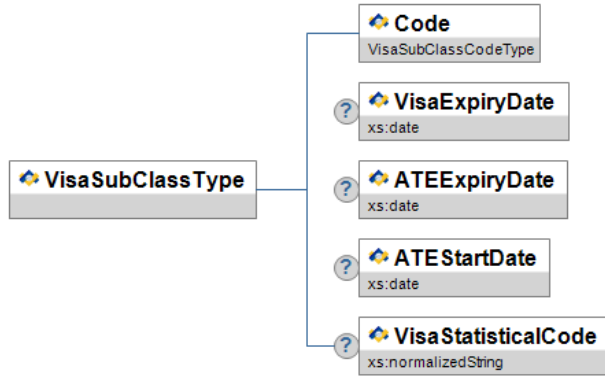 Code
VisaSubClassCodeType
?
VisaExpiryDate
xs:date
VisaSubClassType
?
ATEExpiryDate
xs:date
?
ATEStartDate
xs:date
?
VisaStatisticalCode
xs:normalizedString